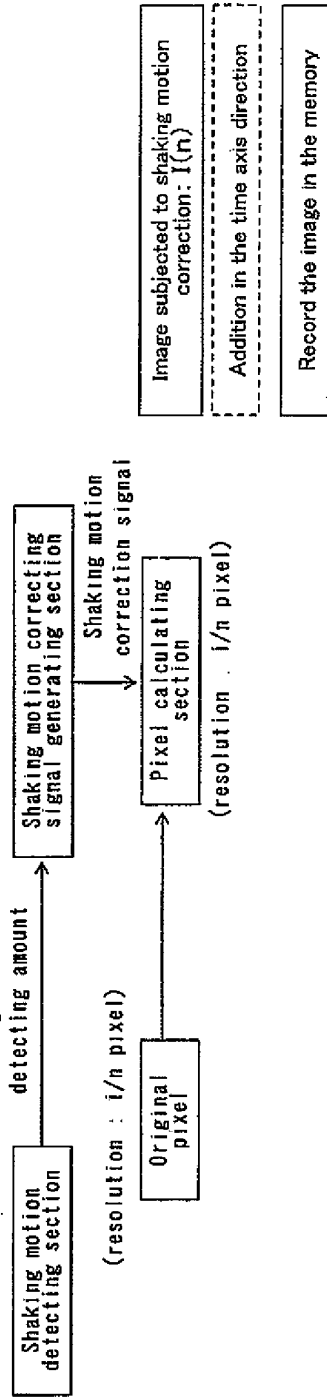 Shaking motion
detecting section
detecting amount
(resolution : i/n pixel)
Shaking motion correcting
signal generating section
Shaking motion
correction signal
Original
pixel
Pixel calculating
section
(resolution . i/n pixel)
Image subjected to shaking motion
correction: I(n)
Addition in the time axis direction
Record the image in the memory